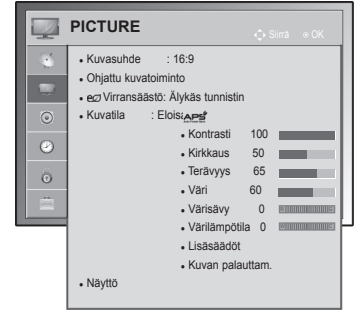 PICTURE
Siirrä OK
• Kuvasuhde : 16:9
• Ohjattu kuvatoiminto
• Virransäästö: Älykäs tunnistin
• Kuvatila : Eloisa APS
• Kontrasti 100
• Kirkkaus 50
• Terävyys 65
• Väri 60
• Värisävy 0
• Värilämpötila 0
• Lisäsäädöt
• Kuvan palauttam.
• Näyttö